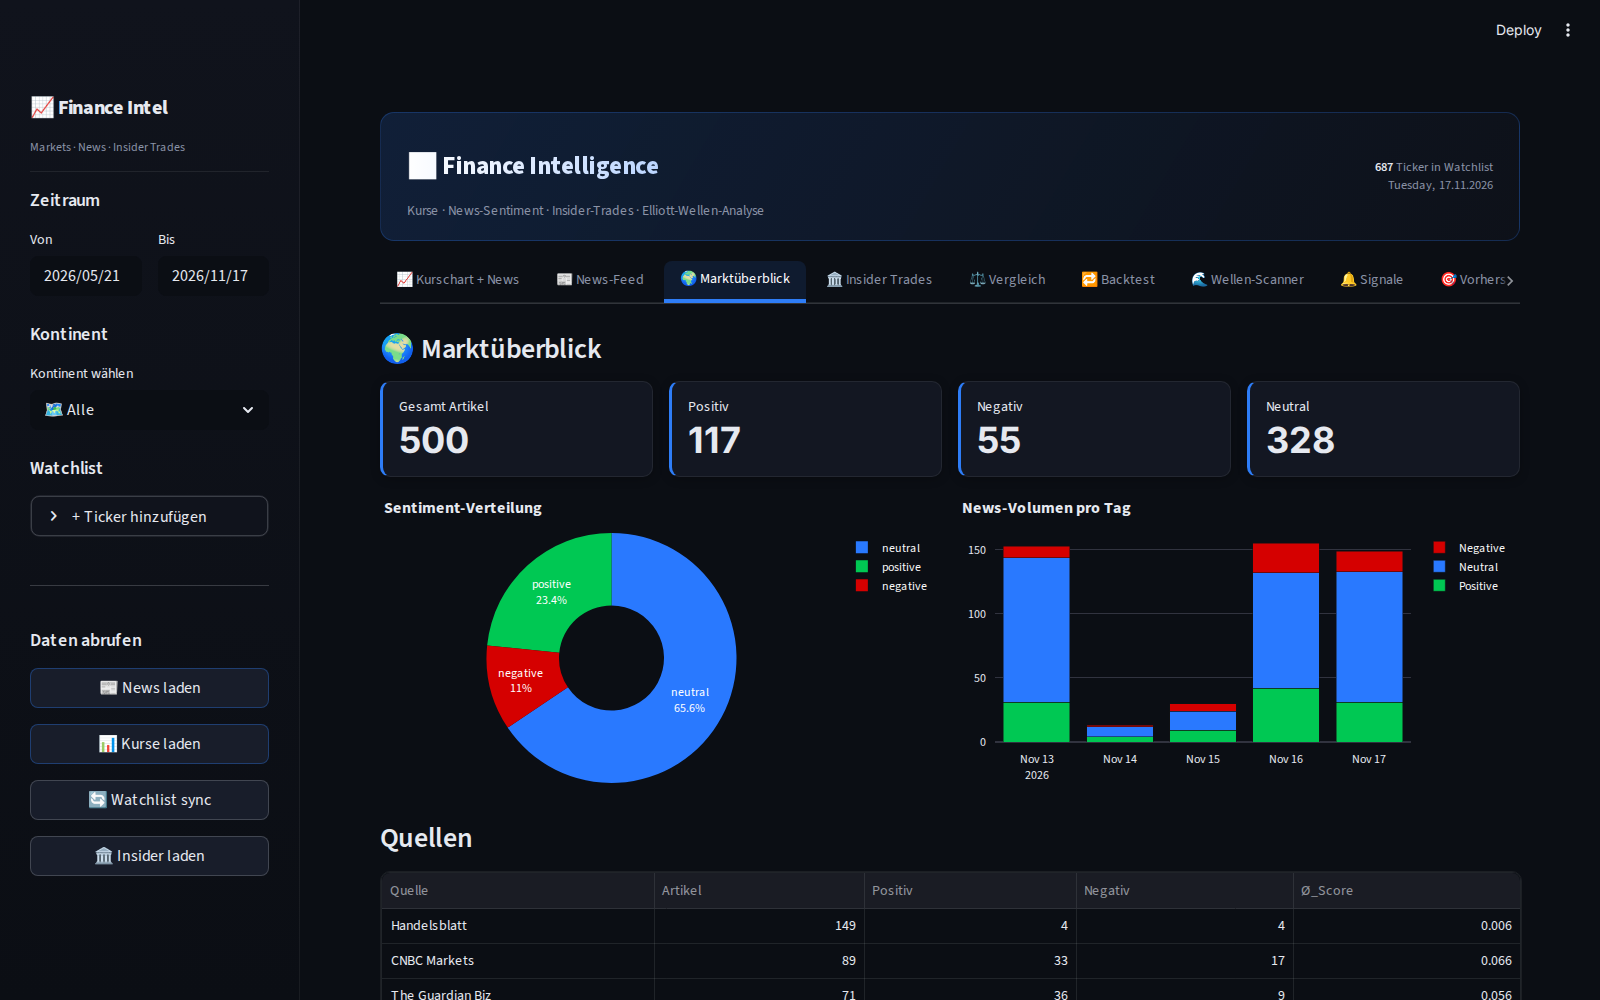 Deploy
Finance Intel
Markets · News · Insider Trades
Zeitraum
Von Bis
2026/05/21 2026/11/17
Kontinent
Kontinent wählen
Alle
Watchlist
+ Ticker hinzufügen
Daten abrufen
News laden
Kurse laden
Watchlist sync
Insider laden
Finance Intelligence
Kurse · News-Sentiment · Insider-Trades · Elliott-Wellen-Analyse
687 Ticker in Watchlist
Tuesday, 17.11.2026
Kurschart + News News-Feed Marktüberblick Insider Trades Vergleich Backtest Wellen-Scanner Signale Vorhers
Marktüberblick
Gesamt Artikel
500
Positiv
117
Negativ
55
Neutral
328
Sentiment-Verteilung
positive
23.4%
negative
11%
neutral
65.6%
neutral
positive
negative
News-Volumen pro Tag
150
100
50
0
Nov 13 Nov 14 Nov 15 Nov 16 Nov 17
2026
Negative
Neutral
Positive
Quellen
Quelle Artikel Positiv Negativ Ø_Score
Handelsblatt 149 4 4 0.006
CNBC Markets 89 33 17 0.066
The Guardian Biz 71 36 9 0.056